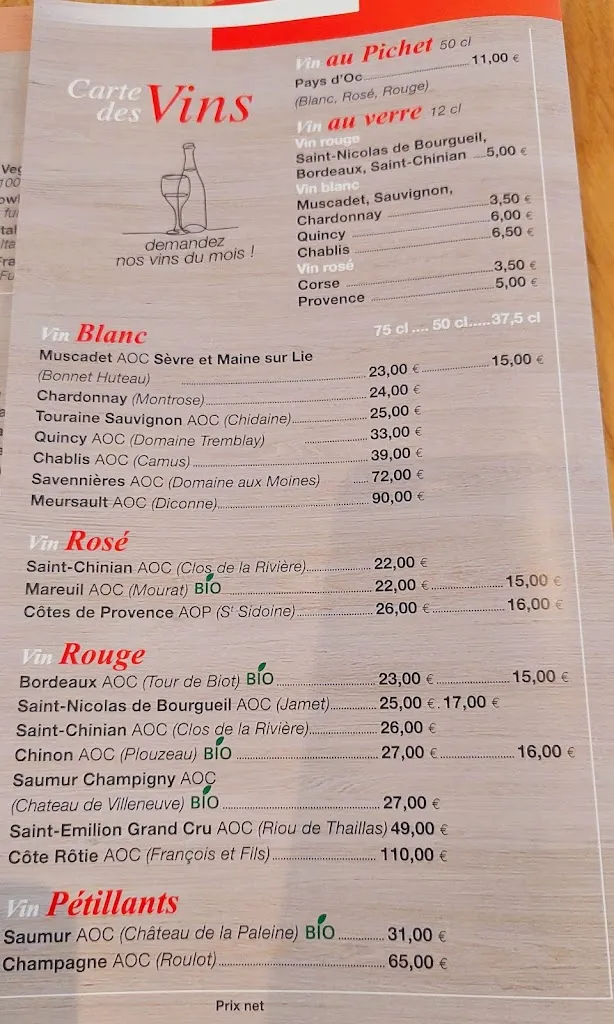 Carte des Vins
demandez
nos vins du mois !
Vin au Pichet 50 cl
Pays d'Oc 11,00 €
(Blanc, Rosé, Rouge)
Vin au verre 12 cl
Vin rouge
Saint-Nicolas de Bourgueil,
Bordeaux, Saint-Chinian ....5,00 €
Vin blanc
Muscadet, Sauvignon,
Chardonnay 3,50 €
Quincy 6,00 €
Chablis 6,50 €
Vin rosé
Corse 3,50 €
Provence 5,00 €
Vin Blanc 75 cl .... 50 cl.....37,5 cl
Muscadet AOC Sèvre et Maine sur Lie
(Bonnet Huteau) 23,00 € 15,00 €
Chardonnay (Montrose) 24,00 €
Touraine Sauvignon AOC (Chidaine) 25,00 €
Quincy AOC (Domaine Tremblay) 33,00 €
Chablis AOC (Camus) 39,00 €
Savennières AOC (Domaine aux Moines) 72,00 €
Meursault AOC (Diconne) 90,00 €
Vin Rosé
Saint-Chinian AOC (Clos de la Rivière) 22,00 €
Mareuil AOC (Mourat) BIO 22,00 € 15,00 €
Côtes de Provence AOP (St Sidoine) 26,00 € 16,00 €
Vin Rouge
Bordeaux AOC (Tour de Biot) BIO 23,00 € 15,00 €
Saint-Nicolas de Bourgueil AOC (Jamet) 25,00 € . 17,00 €
Saint-Chinian AOC (Clos de la Rivière) 26,00 €
Chinon AOC (Plouzeau) BIO 27,00 € 16,00 €
Saumur Champigny AOC
(Chateau de Villeneuve) BIO 27,00 €
Saint-Emilion Grand Cru AOC (Riou de Thaillas) 49,00 €
Côte Rôtie AOC (François et Fils) 110,00 €
Vin Pétillants
Saumur AOC (Château de la Paleine) BIO 31,00 €
Champagne AOC (Roulot) 65,00 €
Prix net